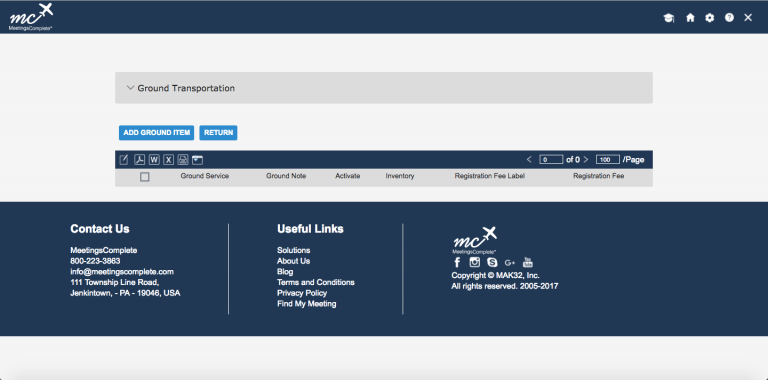 mc
MeetingsComplete®
Ground Transportation
ADD GROUND ITEM RETURN
W X 0 of 0 100 /Page
Ground Service Ground Note Activate Inventory Registration Fee Label Registration Fee
Contact Us
MeetingsComplete
800-223-3863
info@meetingscomplete.com
111 Township Line Road,
Jenkintown, - PA - 19046, USA
Useful Links
Solutions
About Us
Blog
Terms and Conditions
Privacy Policy
Find My Meeting
mc
MeetingsComplete®
f S G+ You Tube
Copyright © MAK32, Inc.
All rights reserved. 2005-2017